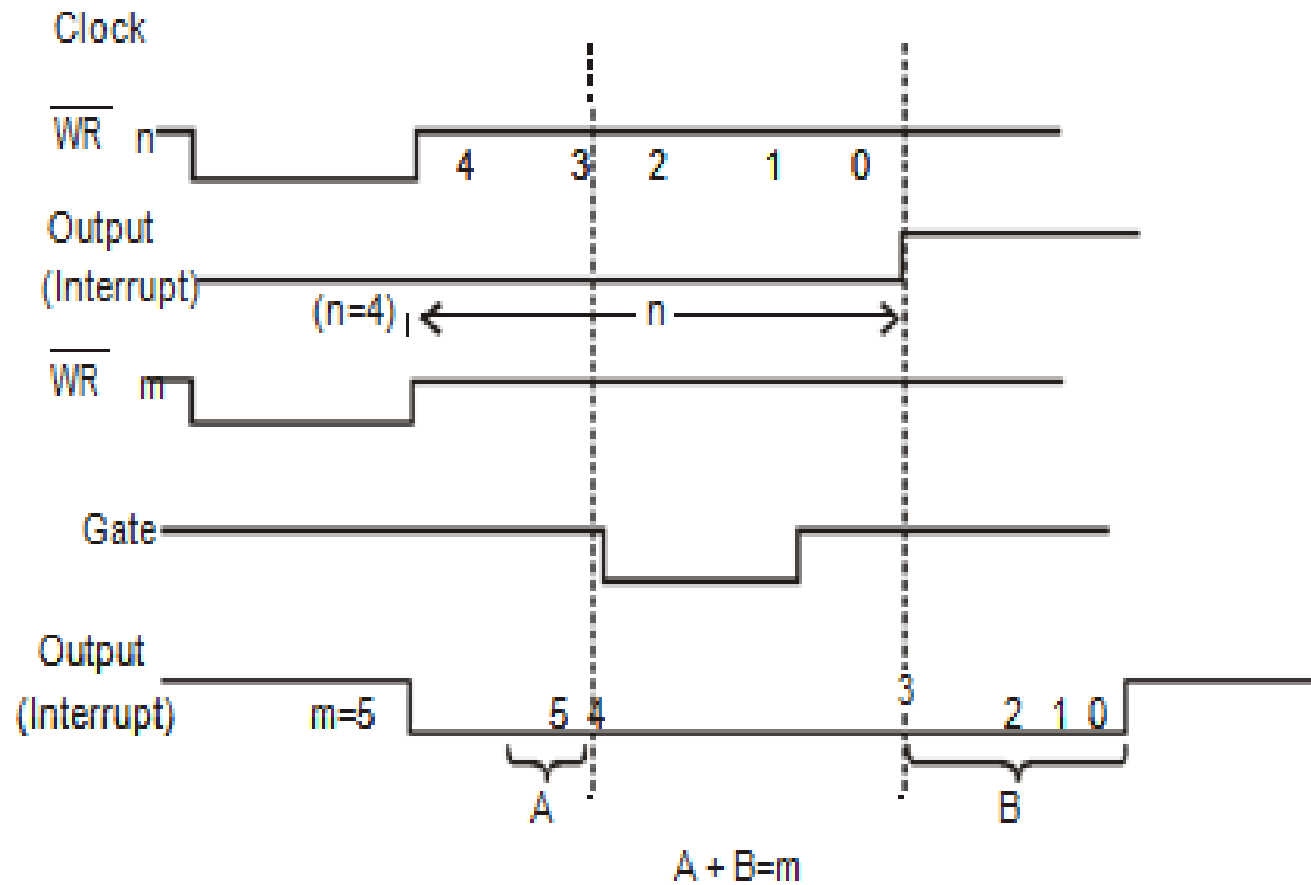 Clock
WR n
4 3 2 1 0
Output
(Interrupt)
(n=4) n
WR m
Gate
Output
(Interrupt) m=5 5 4 3 2 1 0
A B
A + B=m